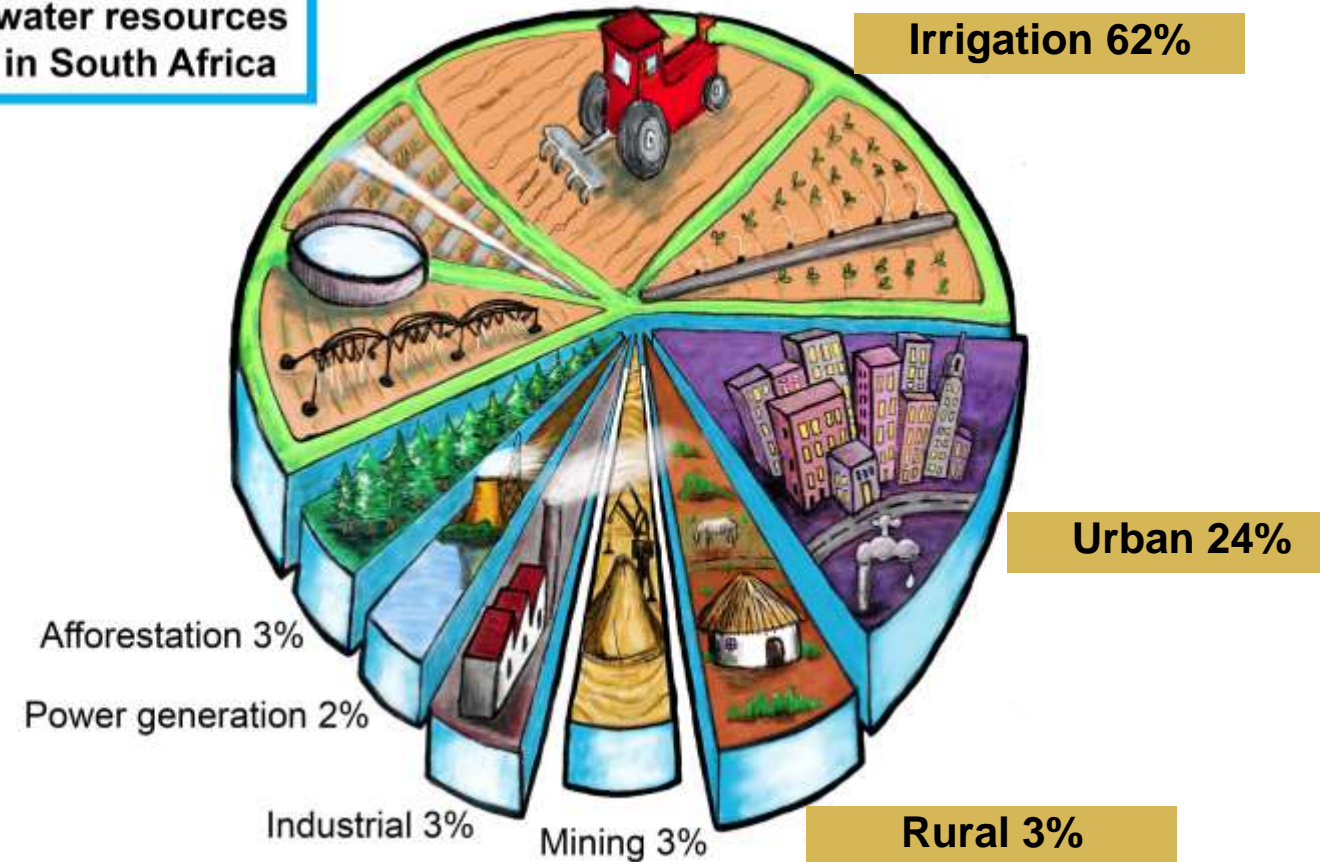 water resources
in South Africa
Irrigation 62%
Urban 24%
Afforestation 3%
Power generation 2%
Industrial 3%
Mining 3%
Rural 3%